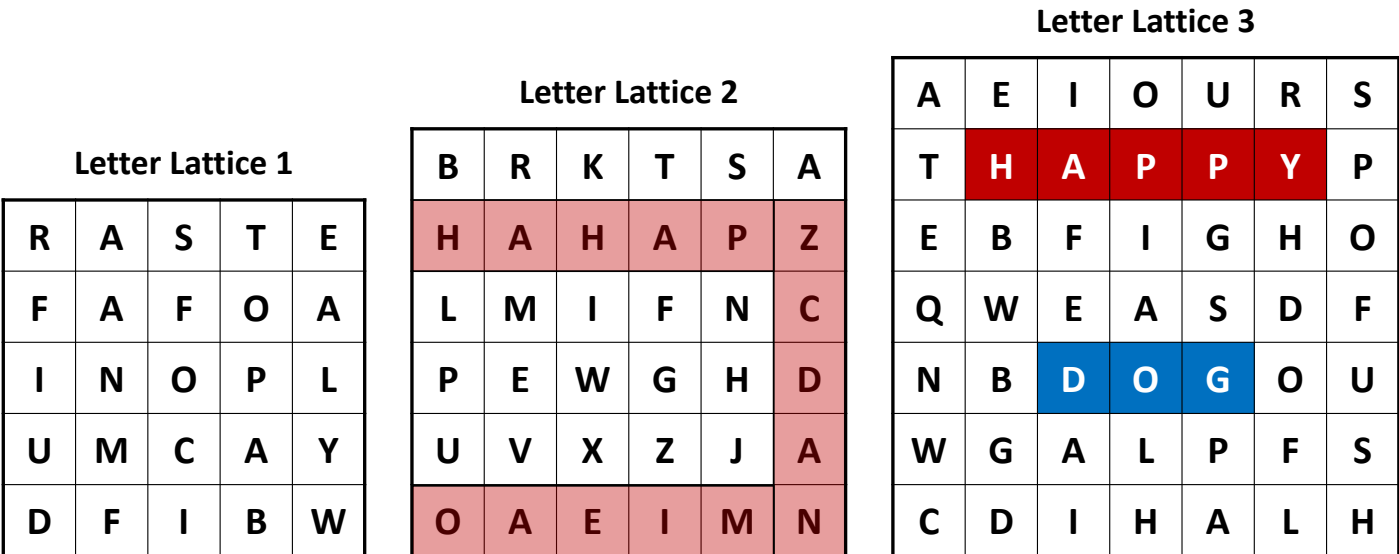 Letter Lattice 1
R A S T E
F A F O A
I N O P L
U M C A Y
D F I B W
Letter Lattice 2
B R K T S A
H A H A P Z
L M I F N C
P E W G H D
U V X Z J A
O A E I M N
Letter Lattice 3
A E I O U R S
T H A P P Y P
E B F I G H O
Q W E A S D F
N B D O G O U
W G A L P F S
C D I H A L H